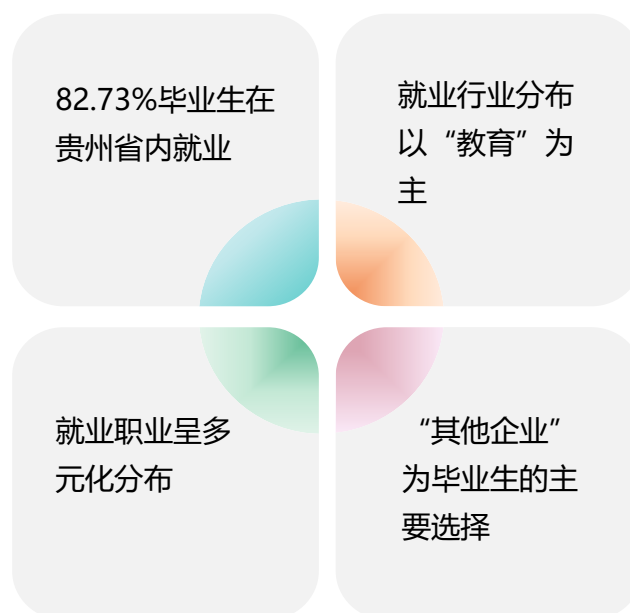 82.73%毕业生在
贵州省内就业
就业行业分布
以“教育”为
主
就业职业呈多
元化分布
“其他企业”
为毕业生的主
要选择